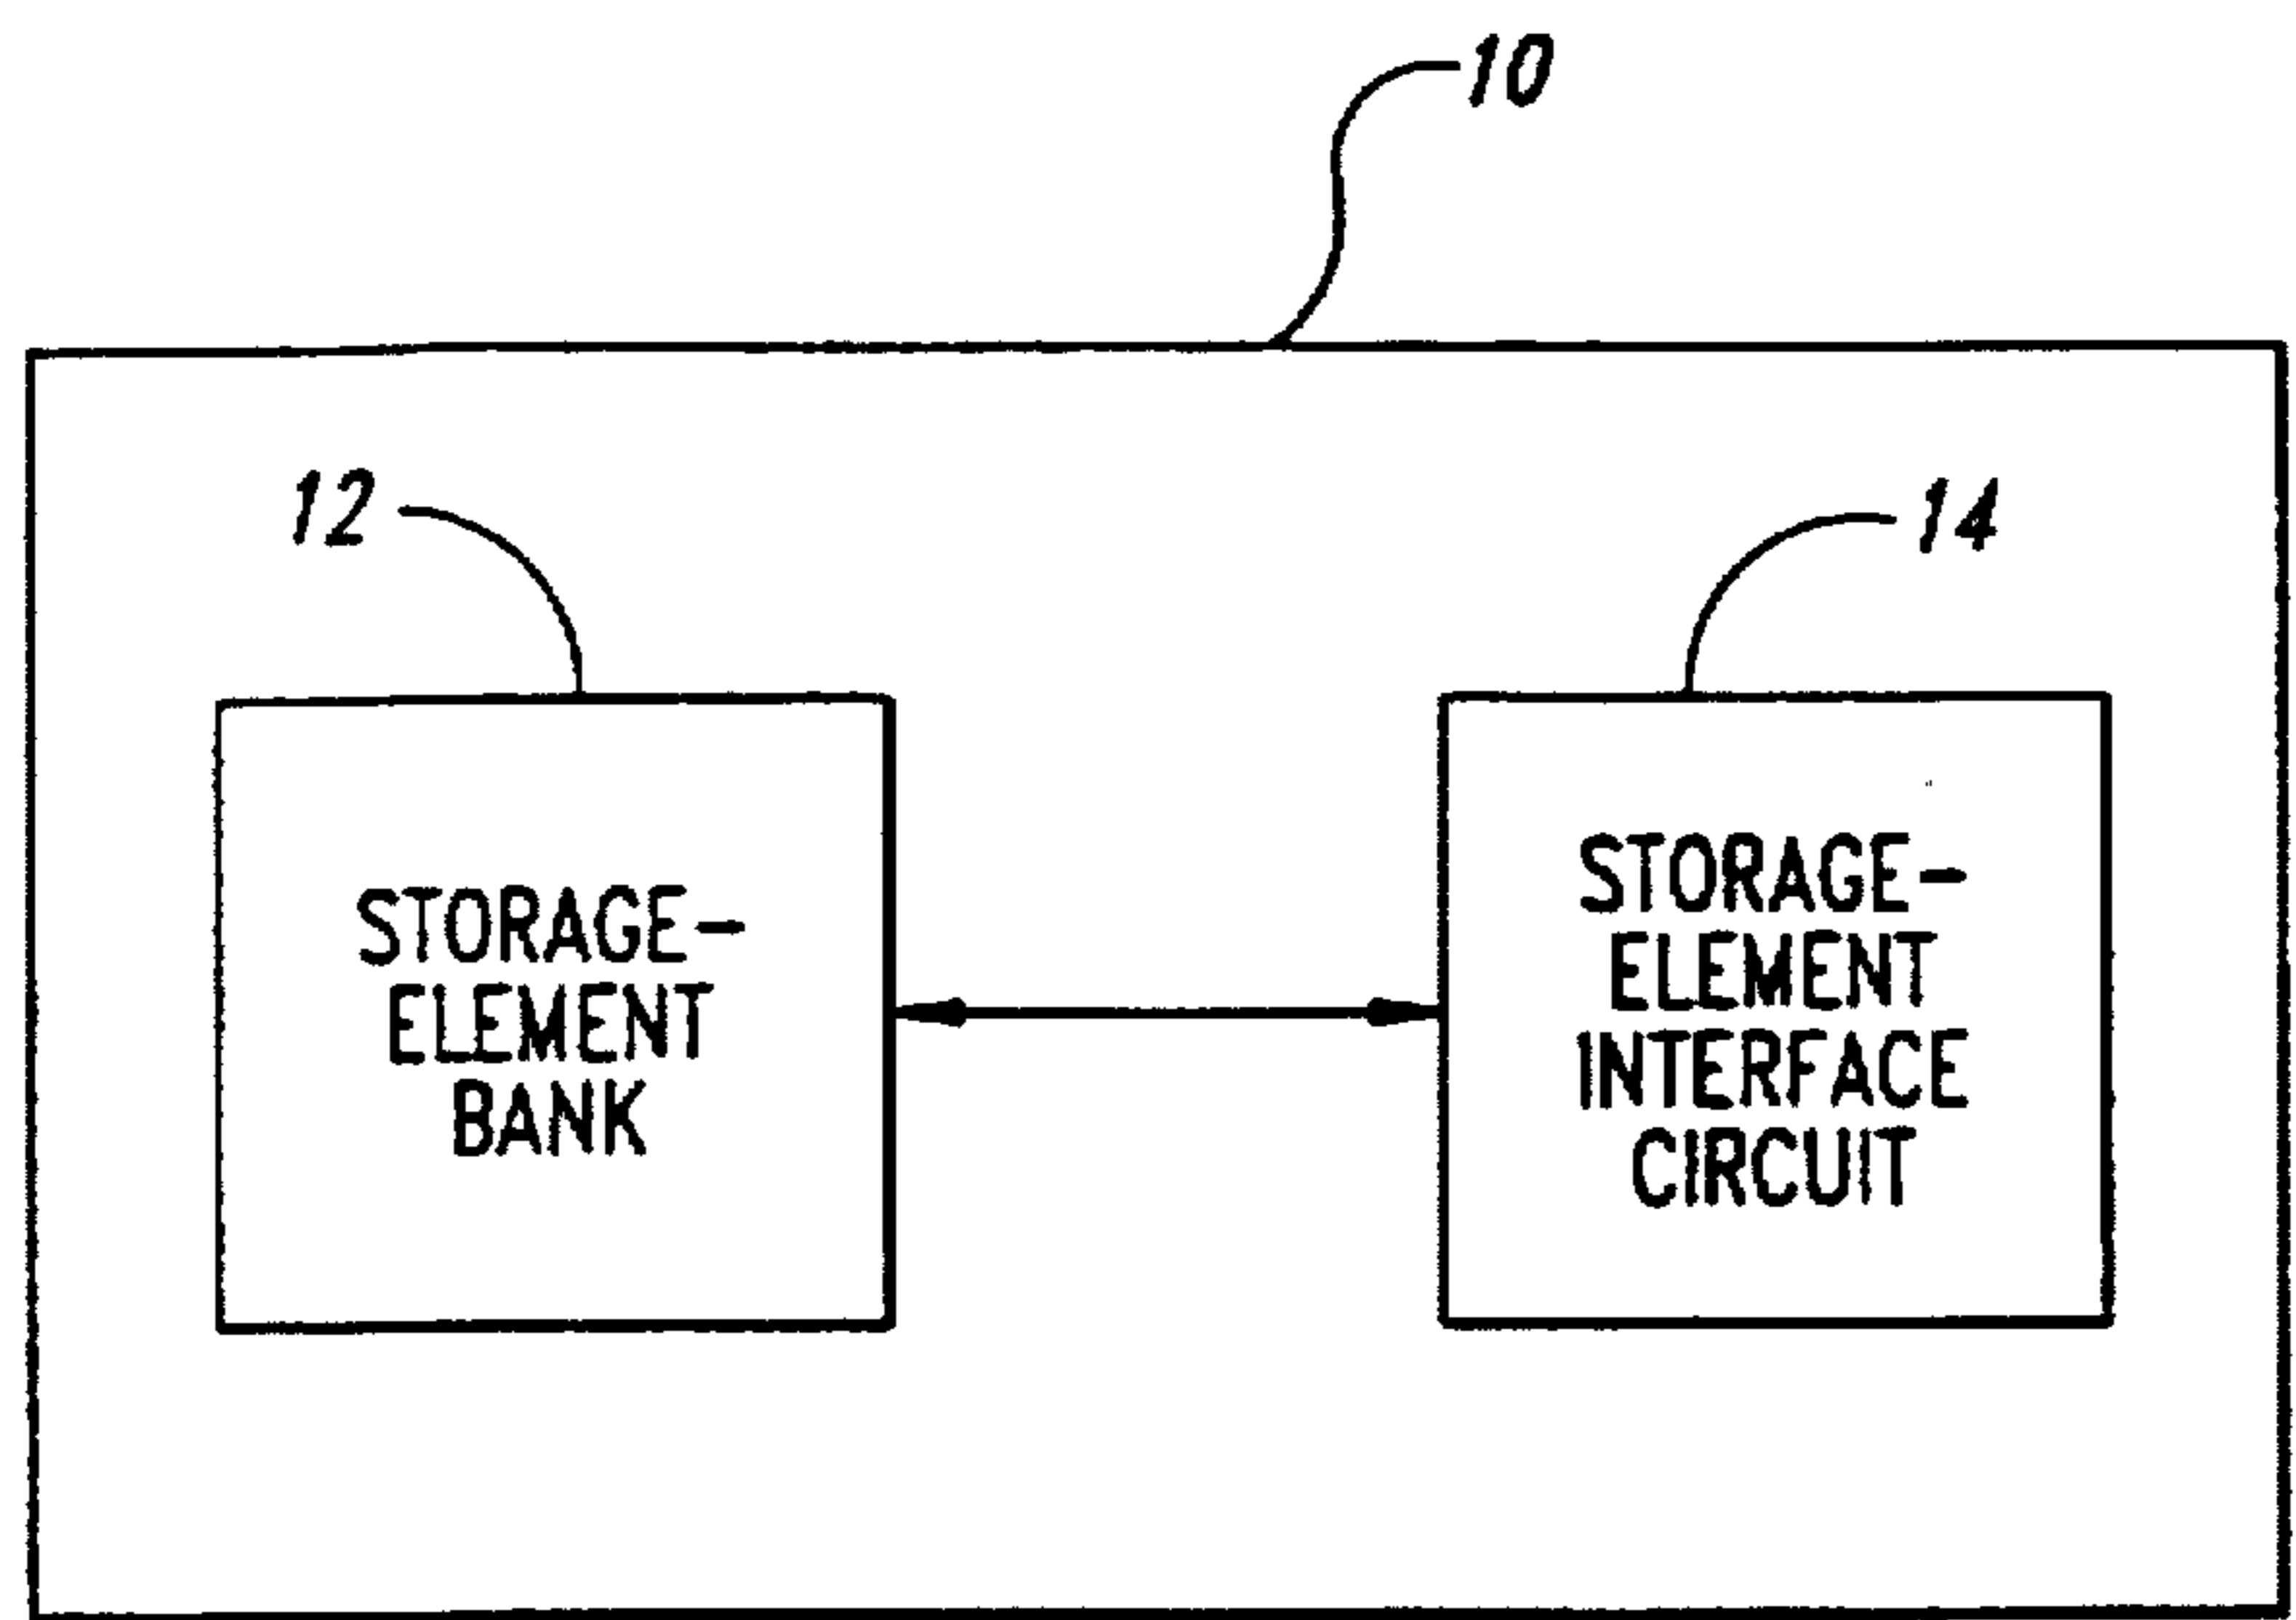 10
12
14
STORAGE-
ELEMENT
BANK
STORAGE-
ELEMENT
INTERFACE
CIRCUIT